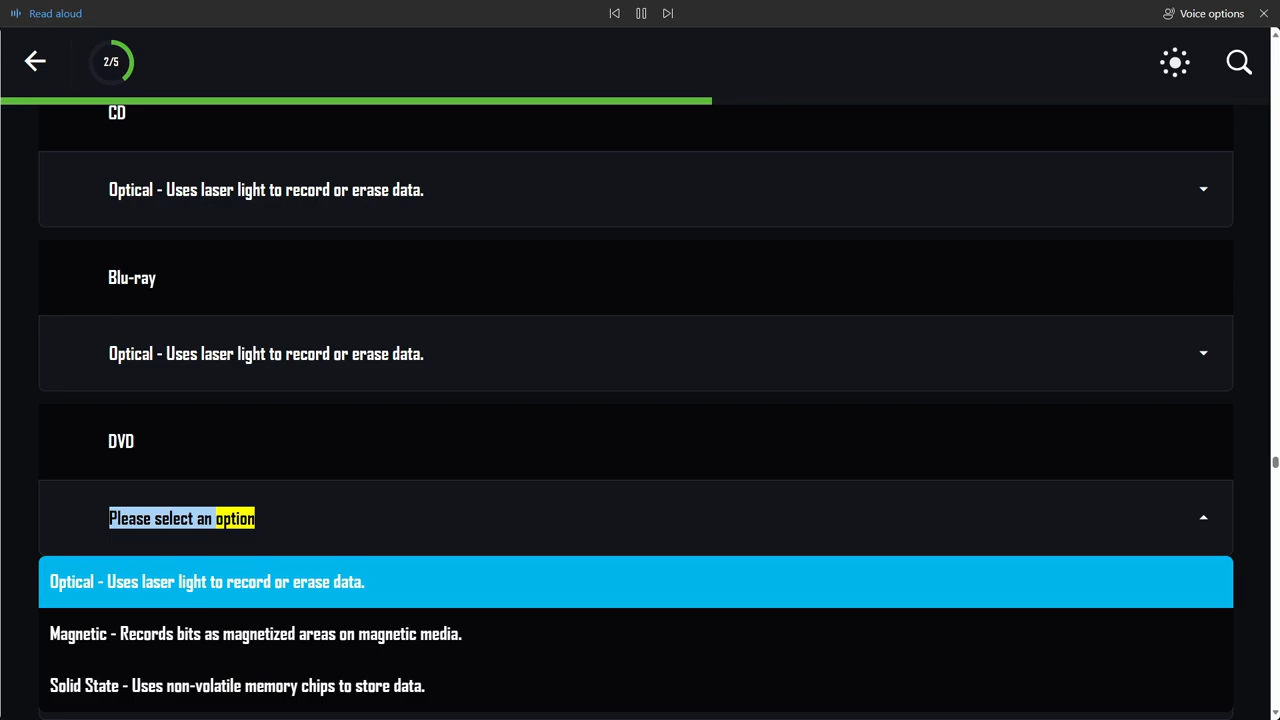 Read aloud
Voice options
2/5
CD
Optical - Uses laser light to record or erase data.
Blu-ray
Optical - Uses laser light to record or erase data.
DVD
Please select an option
Optical - Uses laser light to record or erase data.
Magnetic - Records bits as magnetized areas on magnetic media.
Solid State - Uses non-volatile memory chips to store data.